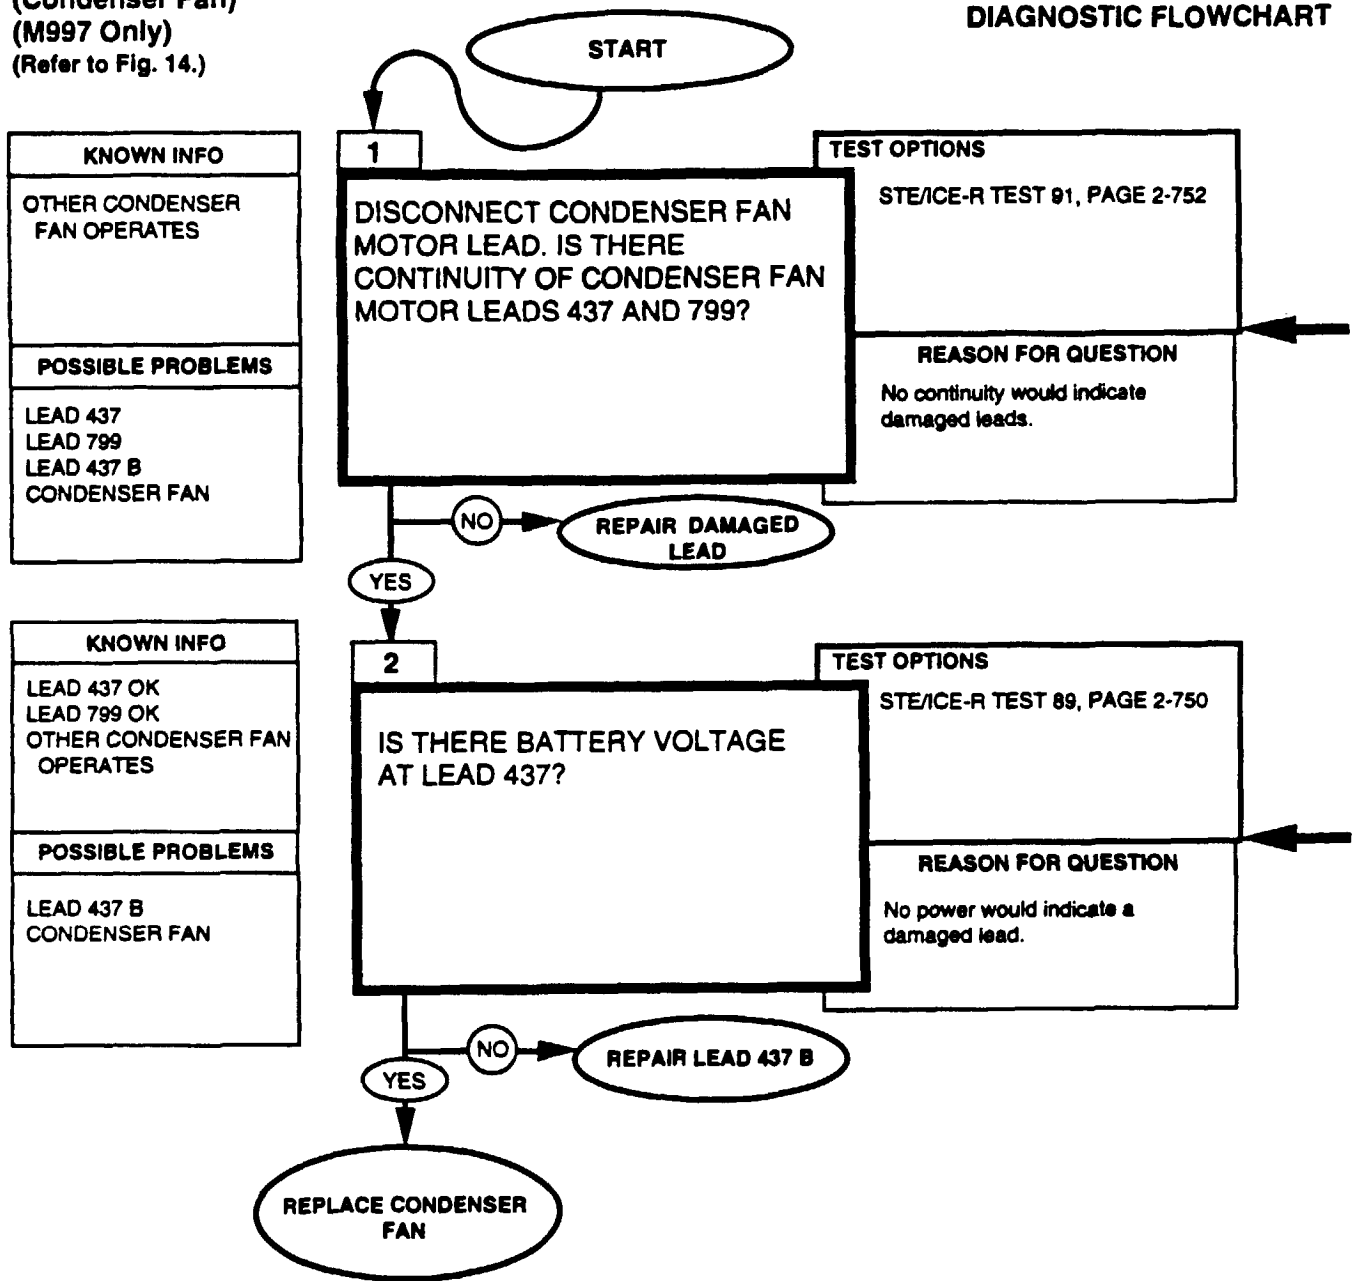 (Condenser Fan)
(M997 Only)
(Refer to Fig. 14.)
DIAGNOSTIC FLOWCHART
START
KNOWN INFO
OTHER CONDENSER
FAN OPERATES
POSSIBLE PROBLEMS
LEAD 437
LEAD 799
LEAD 437 B
CONDENSER FAN
1
DISCONNECT CONDENSER FAN
MOTOR LEAD. IS THERE
CONTINUITY OF CONDENSER FAN
MOTOR LEADS 437 AND 799?
TEST OPTIONS
STE/ICE-R TEST 91, PAGE 2-752
REASON FOR QUESTION
No continuity would indicate
damaged leads.
NO
REPAIR DAMAGED
LEAD
YES
KNOWN INFO
LEAD 437 OK
LEAD 799 OK
OTHER CONDENSER FAN
OPERATES
POSSIBLE PROBLEMS
LEAD 437 B
CONDENSER FAN
2
IS THERE BATTERY VOLTAGE
AT LEAD 437?
TEST OPTIONS
STE/ICE-R TEST 89, PAGE 2-750
REASON FOR QUESTION
No power would indicate a
damaged lead.
NO
REPAIR LEAD 437 B
YES
REPLACE CONDENSER
FAN